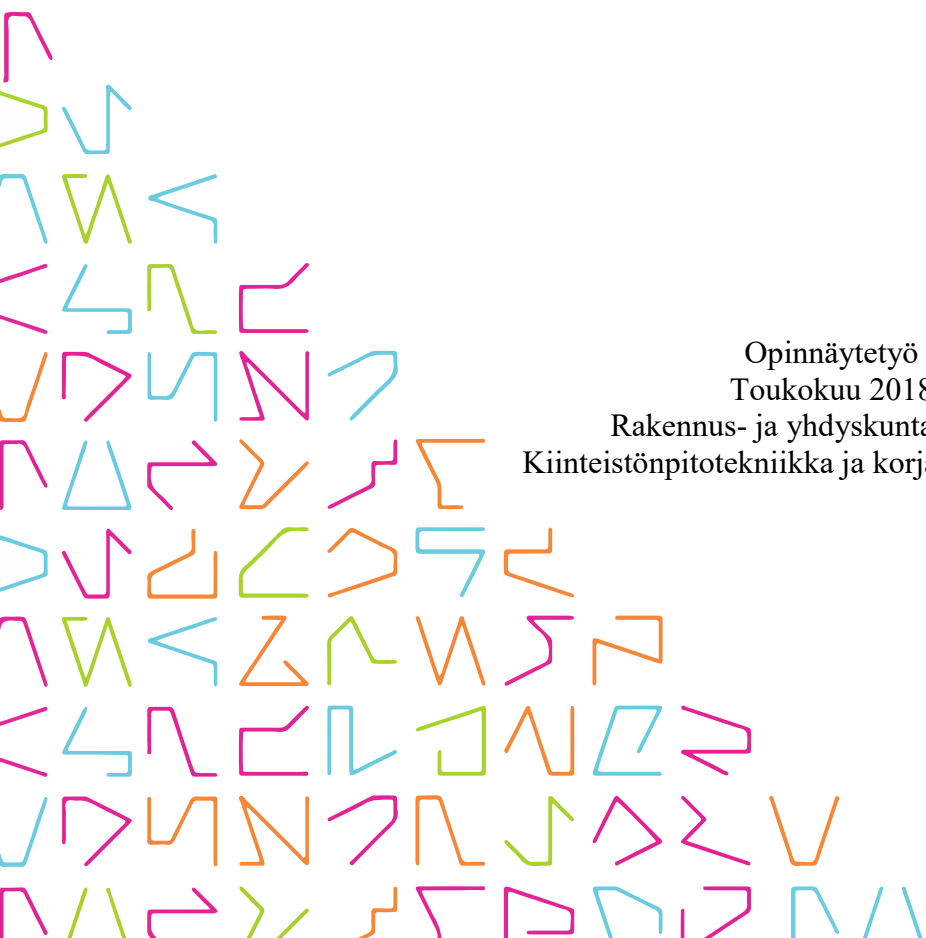 Opinnäytetyö
Toukokuu 2018
Rakennus- ja
Kiinteistönpitotekniikka ja